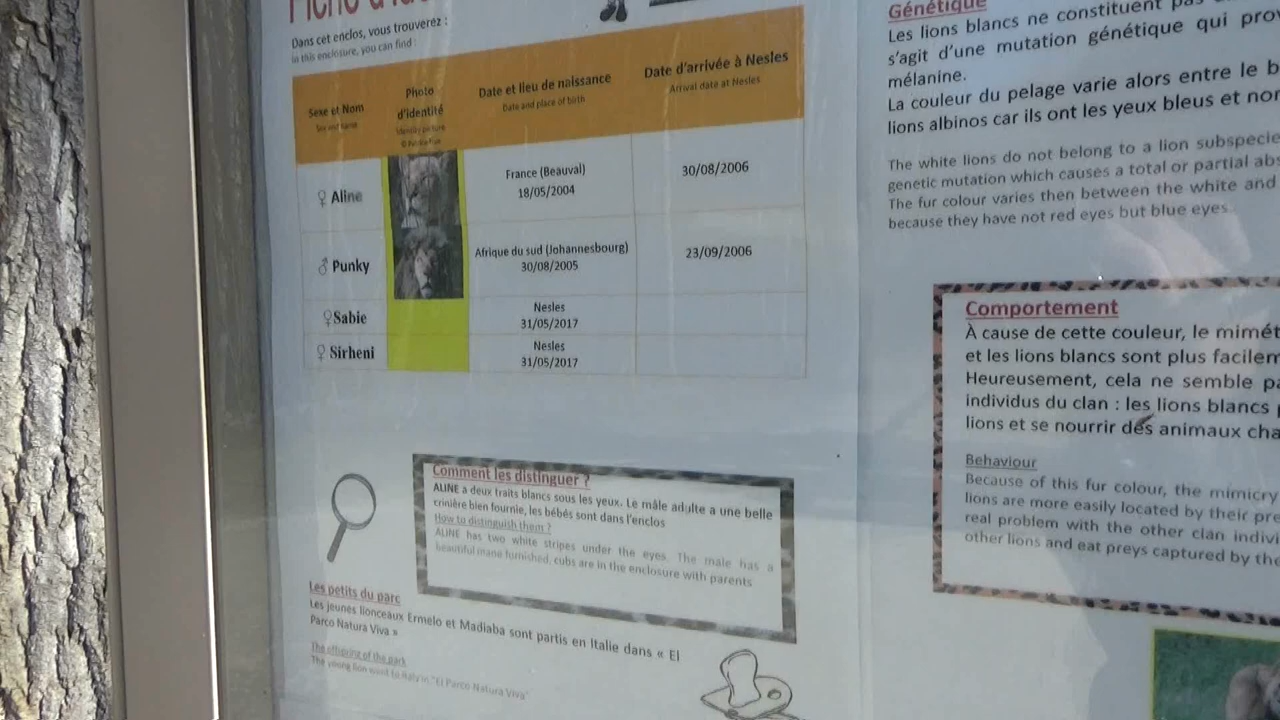 Dans cet enclos, vous trouverez :
In this enclosure, you can find :
Sexe et Nom
Photo d'identité
Identity picture
Date et lieu de naissance
Date and place of birth
Date d'arrivée à Nesles
Arrival date at Nesles
♀ Aline
France (Beauval)
18/05/2004
30/08/2006
♂ Punky
Afrique du sud (Johannesbourg)
30/08/2005
23/09/2006
♀Sabie
Nesles
31/05/2017
♀ Sirheni
Nesles
31/05/2017
Comment les distinguer ?
ALINE a deux traits blancs sous les yeux. Le mâle adulte a une belle
crinière bien fournie, les bébés sont dans l'enclos
How to distinguish them ?
ALINE has two white stripes under the eyes. The male has a
beautiful mane furnished, cubs are in the enclosure with parents
Les petits du parc
Les jeunes lionceaux Ermelo et Madiaba sont partis en Italie dans « El
Parco Natura Viva »
The offspring of the park
The young lion went to Italy in "El Parco Natura Viva"
Génétique
Les lions blancs ne constituent pas
s'agit d'une mutation génétique qui
mélanine.
La couleur du pelage varie alors entre le
lions albinos car ils ont les yeux bleus et
The white lions do not belong to a lion
genetic mutation which causes a total or partial
The fur colour varies then between the white and
because they have not red eyes but blue eyes
Comportement
À cause de cette couleur, le
et les lions blancs sont plus
Heureusement, cela ne semble
individus du clan : les lions blancs
lions et se nourrir des animaux
Behaviour
Because of this fur colour, the mimicry
lions are more easily located by their
real problem with the other clan
other lions and eat preys captured by